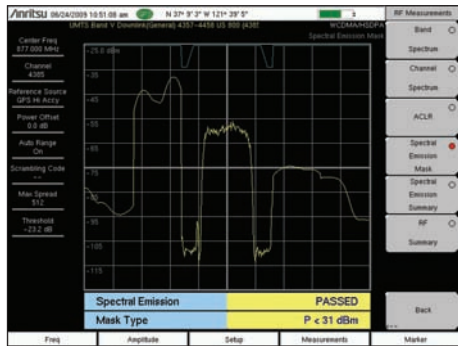 Anritsu 06/24/2009 10:51:08 am N 37° 9' 3" W 121° 39' 5" RF Measurements
UMTS Band V Downlink(General) 4357-4458 US 800 (4385 WCDMA/HSDPA
Spectral Emission Mask
Center Freq
877.000 MHz
Channel
4385
Reference Source
GPS Hi Accy
Power Offset
0.0 dB
Auto Range
On
Scrambling Code
--
Max Spread
512
Threshold
-23.2 dB
-25.0 dBm
-35
-45
-55
-65
-75
-85
-95
-105
-115
Spectral Emission PASSED
Mask Type P < 31 dBm
Band
Spectrum
Channel
Spectrum
ACLR
Spectral
Emission
Mask
Spectral
Emission
Summary
RF
Summary
Back
Freq Amplitude Setup Measurements Marker